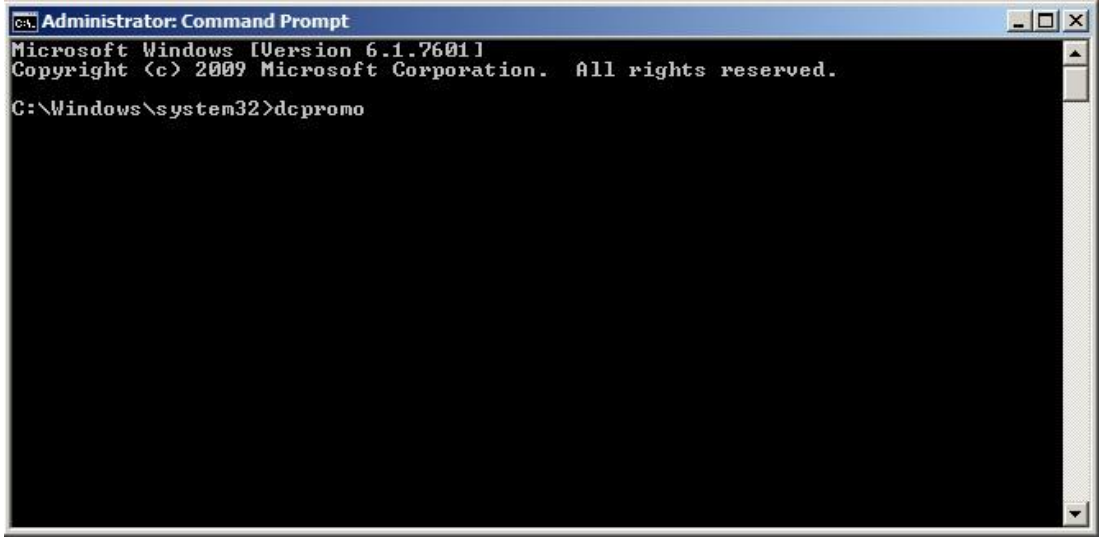 Administrator: Command Prompt
Microsoft Windows [Version 6.1.7601]
Copyright (c) 2009 Microsoft Corporation.  All rights reserved.
C:\Windows\system32>dcpromo